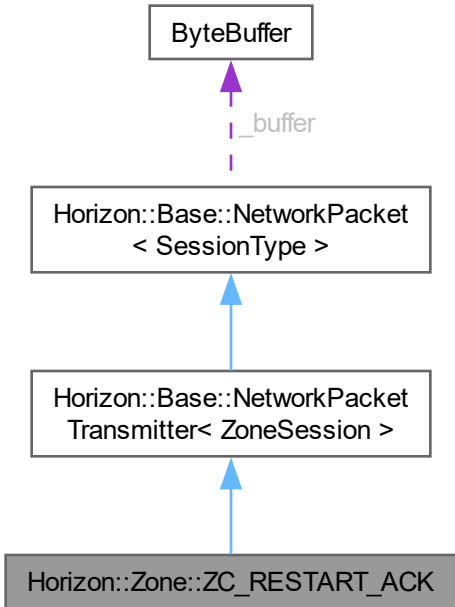 ByteBuffer
_buffer
Horizon::Base::NetworkPacket
< SessionType >
Horizon::Base::NetworkPacket
Transmitter< ZoneSession >
Horizon::Zone::ZC_RESTART_ACK